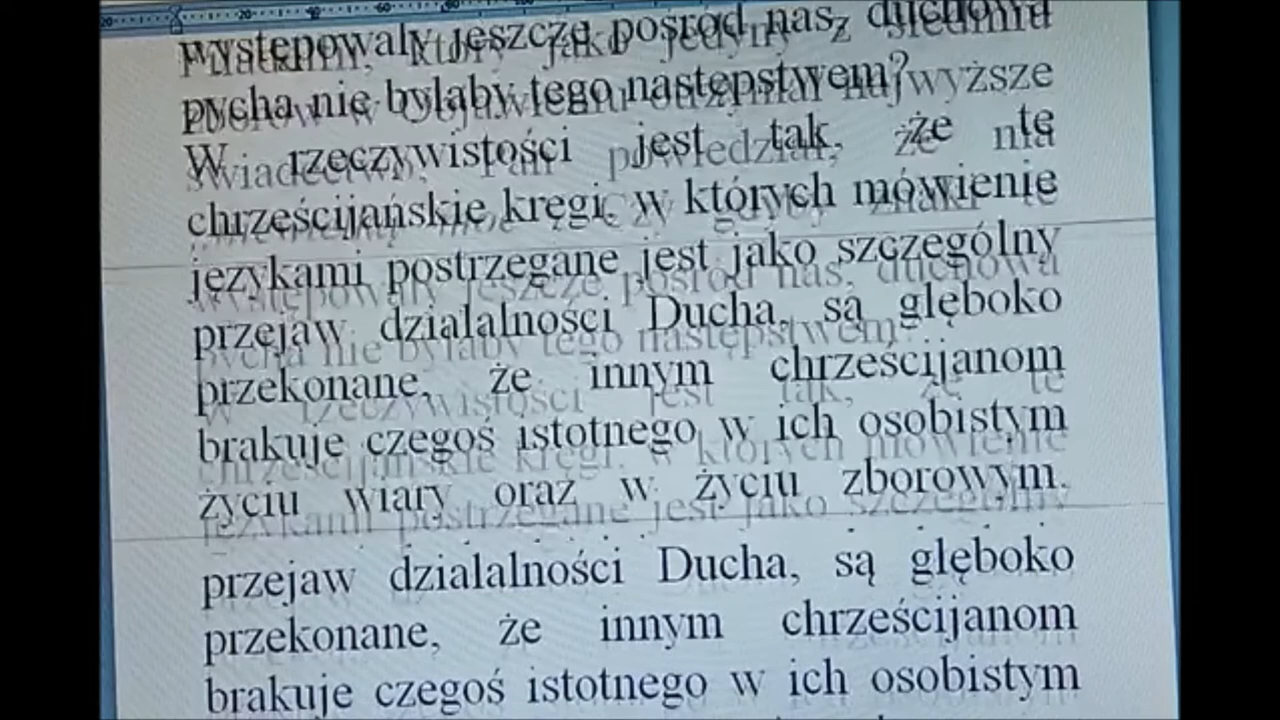 występowały jeszcze pośród nas, duchowa
pycha nie byłaby tego następstwem?
W rzeczywistości jest tak, że te
chrześcijańskie kręgi, w których mówienie
językami postrzegane jest jako szczególny
przejaw działalności Ducha, są głęboko
przekonane, że innym chrześcijanom
brakuje czegoś istotnego w ich osobistym
życiu wiary oraz w życiu zborowym.
przejaw działalności Ducha, są głęboko
przekonane, że innym chrześcijanom
brakuje czegoś istotnego w ich osobistym